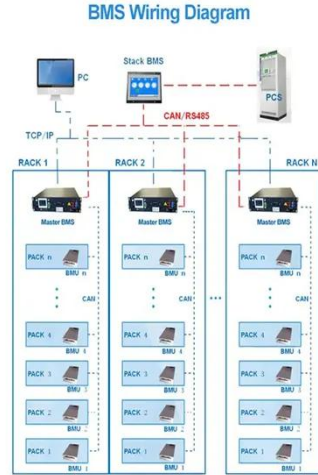 BMS Wiring Diagram
Stack BMS
PC
PCS
CAN/RS485
TCP/IP
RACK 1
RACK 2
RACK N
Master BMS
Master BMS
Master BMS
PACK n
BMU n
PACK n
BMU n
PACK n
BMU n
CAN
CAN
CAN
PACK 4
BMU 4
PACK 4
BMU 4
PACK 4
BMU 4
PACK 3
BMU 3
PACK 3
BMU 3
PACK 3
BMU 3
PACK 2
BMU 2
PACK 2
BMU 2
PACK 2
BMU 2
PACK 1
BMU 1
PACK 1
BMU 1
PACK 1
BMU 1